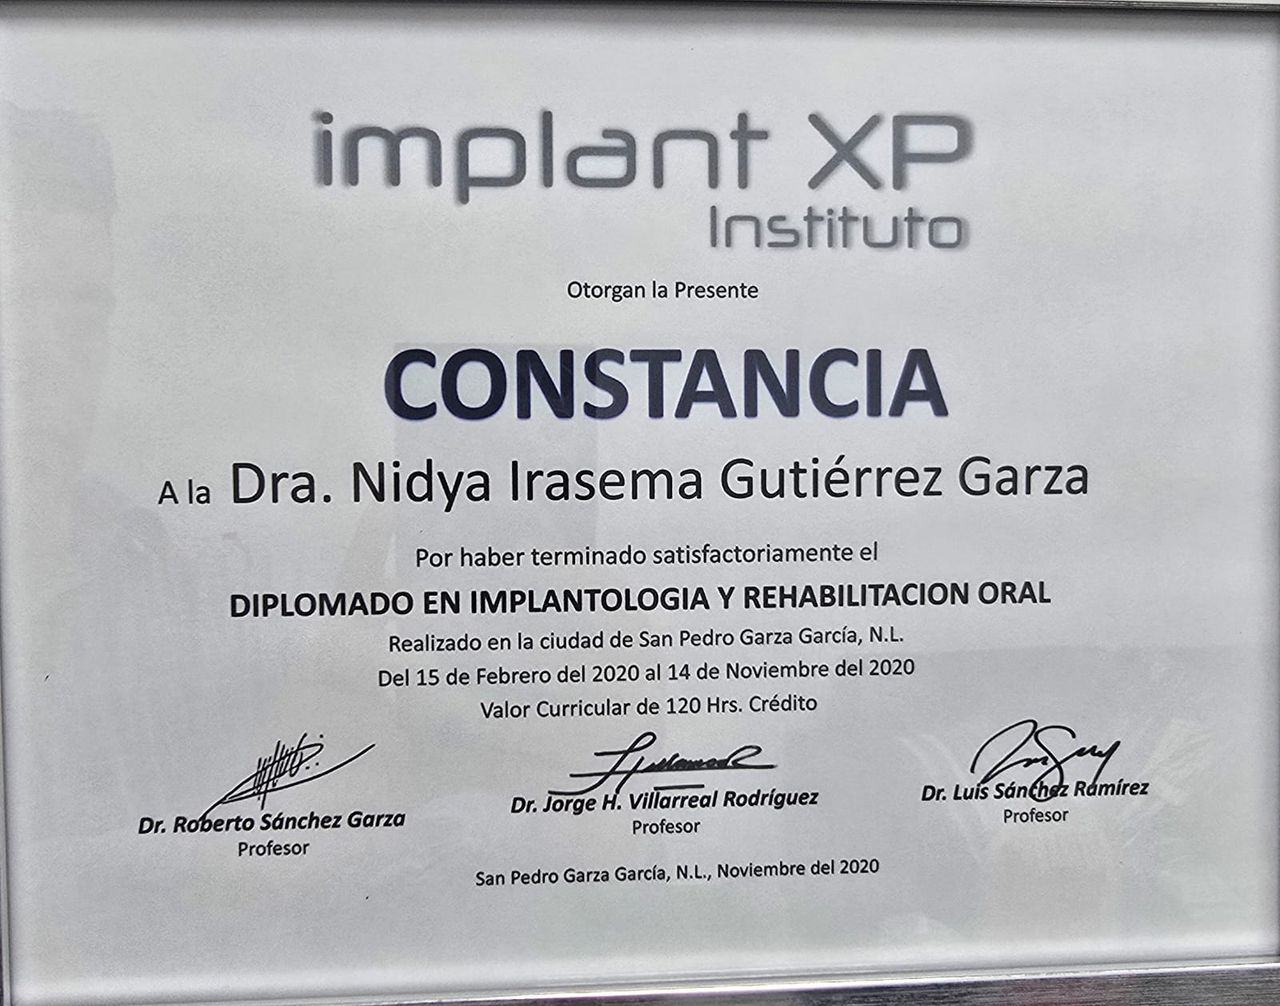 implant XP
Instituto
Otorgan la Presente
CONSTANCIA
A la Dra. Nidya Irasema Gutiérrez Garza
Por haber terminado satisfactoriamente el
DIPLOMADO EN IMPLANTOLOGIA Y REHABILITACION ORAL
Realizado en la ciudad de San Pedro Garza García, N.L.
Del 15 de Febrero del 2020 al 14 de Noviembre del 2020
Valor Curricular de 120 Hrs. Crédito
Dr. Roberto Sánchez Garza
Profesor
Dr. Jorge H. Villarreal Rodríguez
Profesor
Dr. Luis Sánchez Ramírez
Profesor
San Pedro Garza García, N.L., Noviembre del 2020